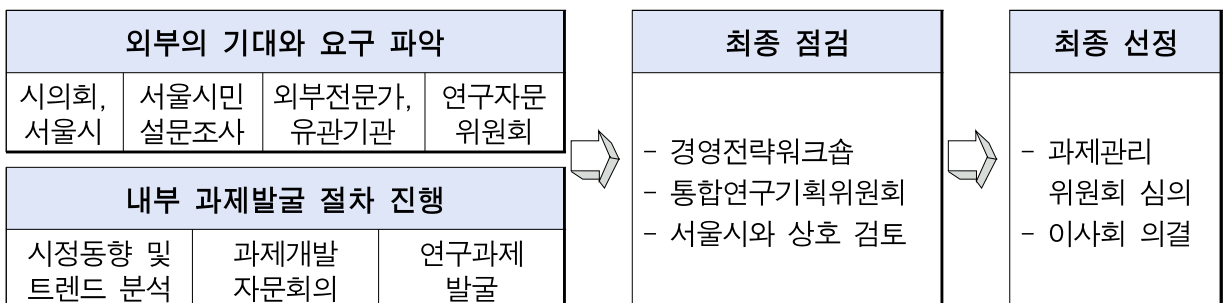 외부의 기대와 요구 파악
시의회,
서울시
서울시민
설문조사
외부전문가,
유관기관
연구자문
위원회
내부 과제발굴 절차 진행
시정동향 및
트렌드 분석
과제개발
자문회의
연구과제
발굴
최종 점검
- 경영전략워크숍
- 통합연구기획위원회
- 서울시와 상호 검토
최종 선정
- 과제관리
위원회 심의
- 이사회 의결